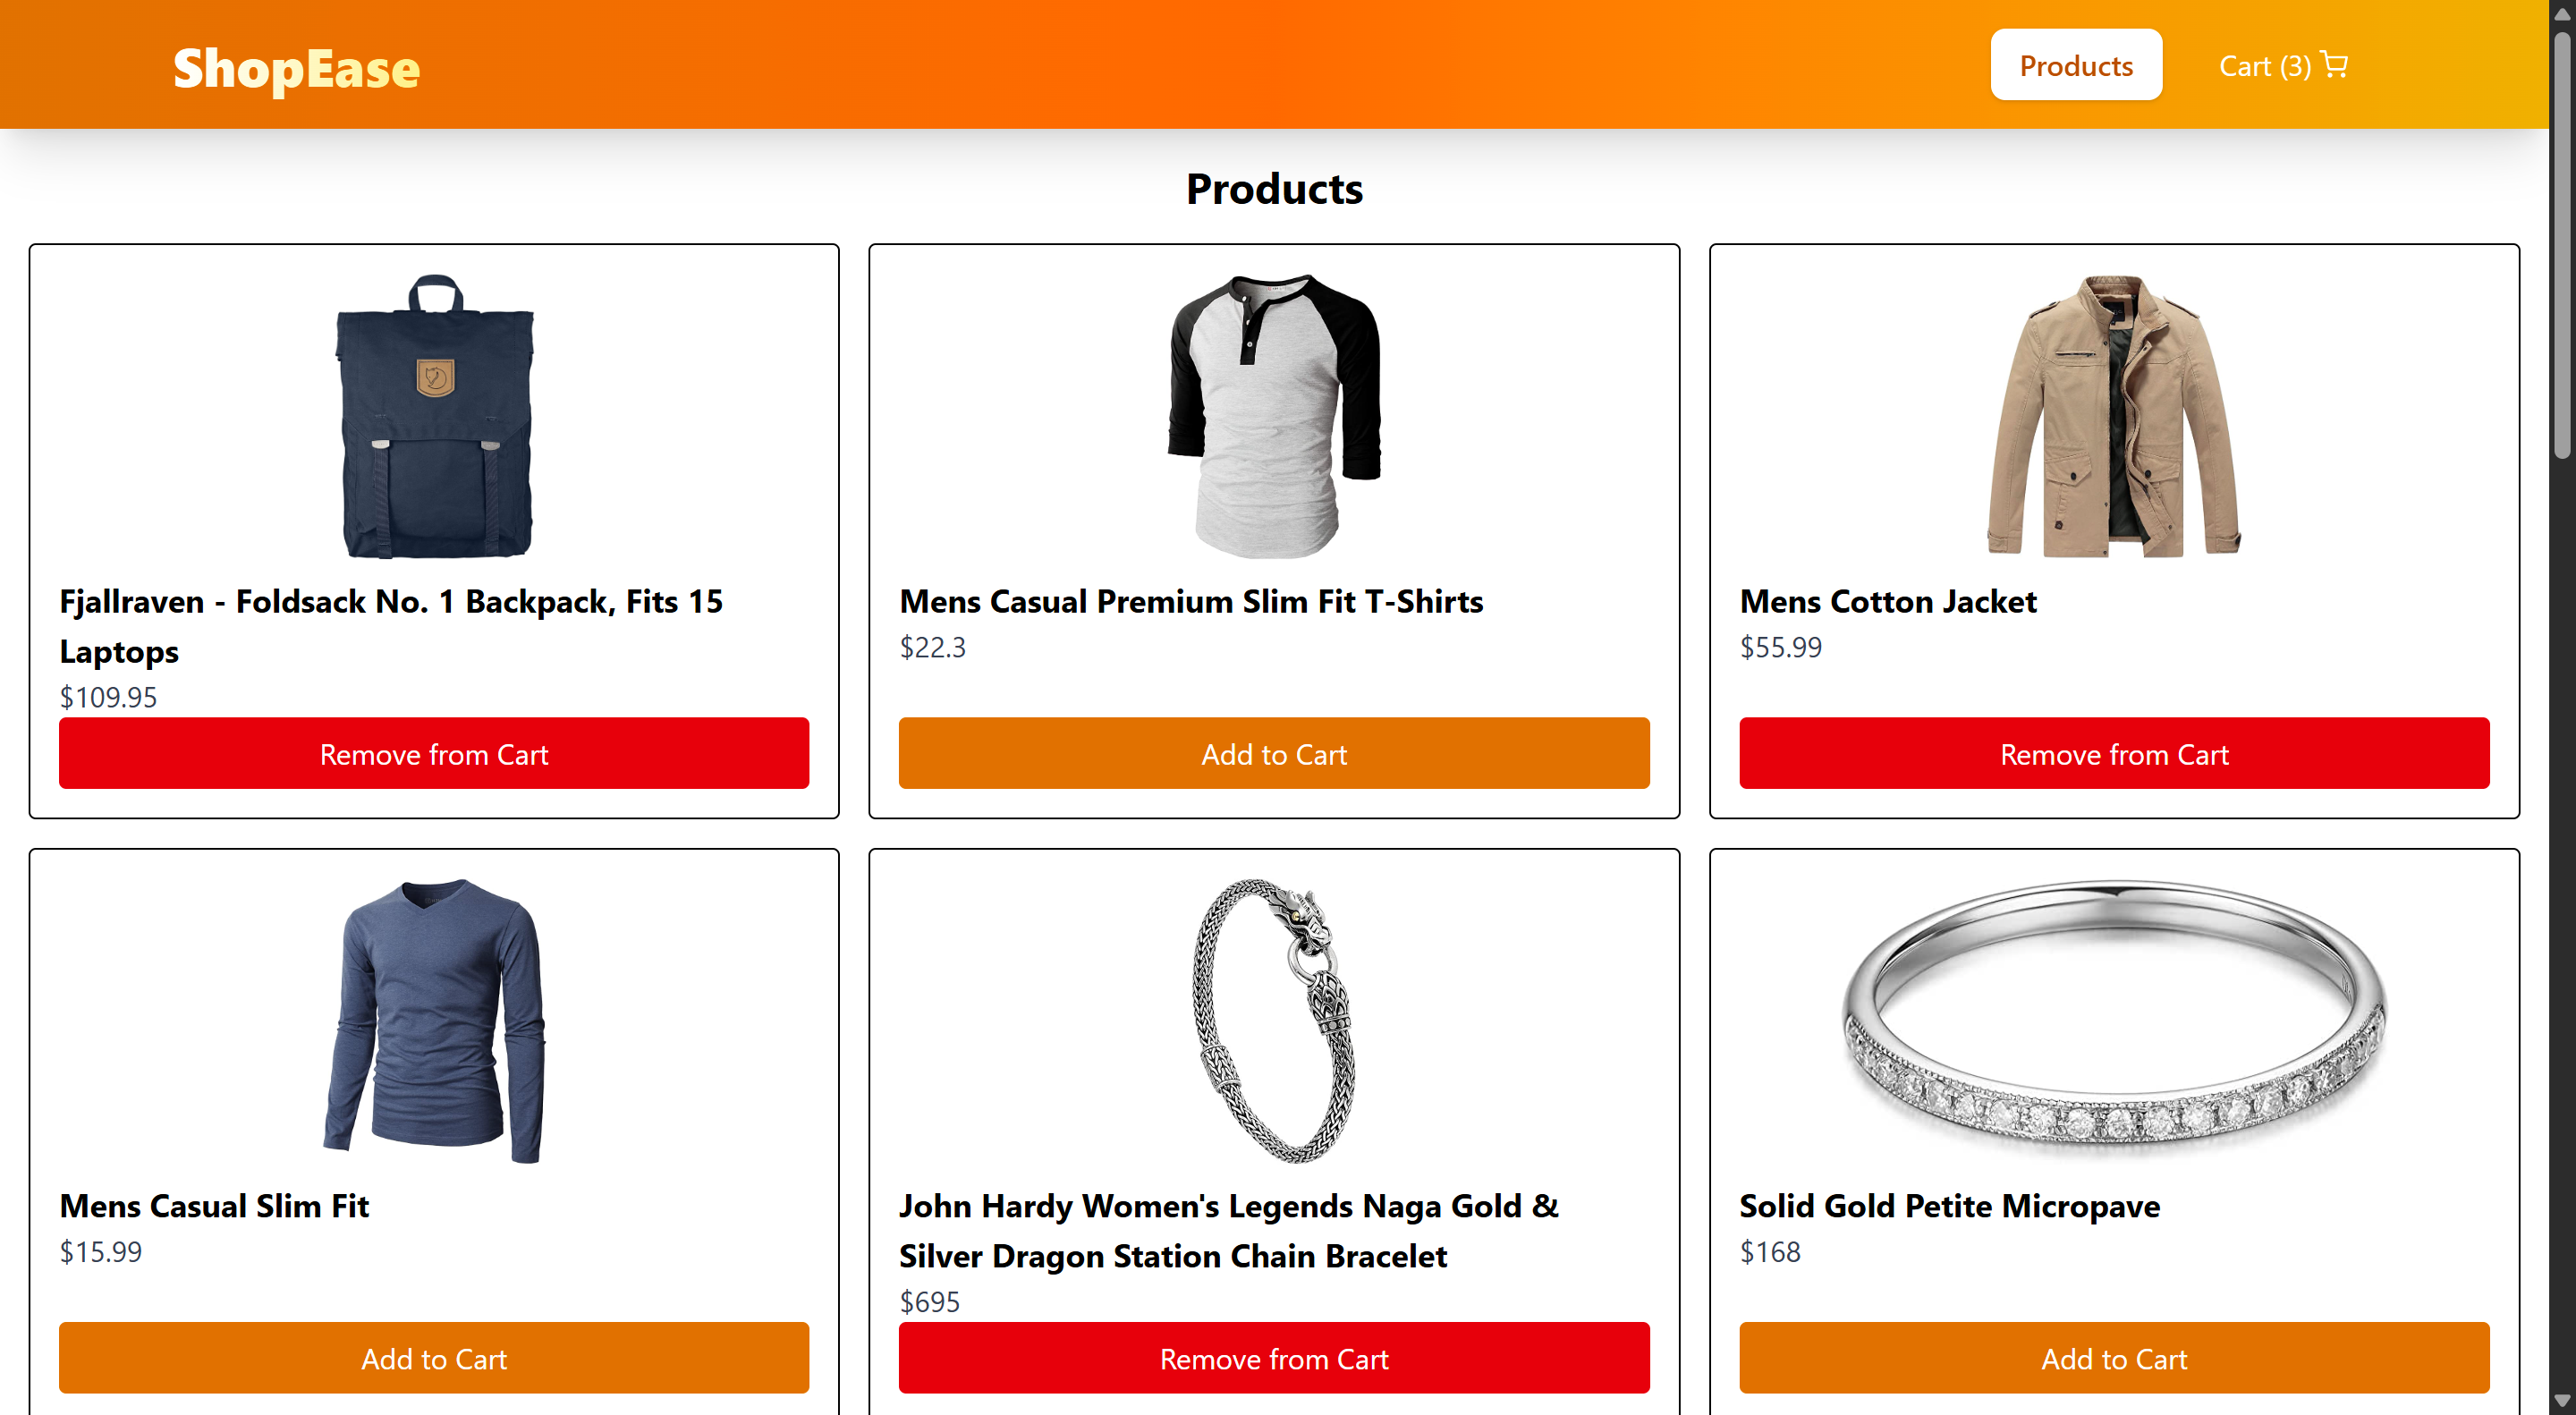 ShopEase
Products
Cart (3)
Products
Fjallraven - Foldsack No. 1 Backpack, Fits 15
Laptops
$109.95
Remove from Cart
Mens Casual Premium Slim Fit T-Shirts
$22.3
Add to Cart
Mens Cotton Jacket
$55.99
Remove from Cart
Mens Casual Slim Fit
$15.99
Add to Cart
John Hardy Women's Legends Naga Gold &
Silver Dragon Station Chain Bracelet
$695
Remove from Cart
Solid Gold Petite Micropave
$168
Add to Cart